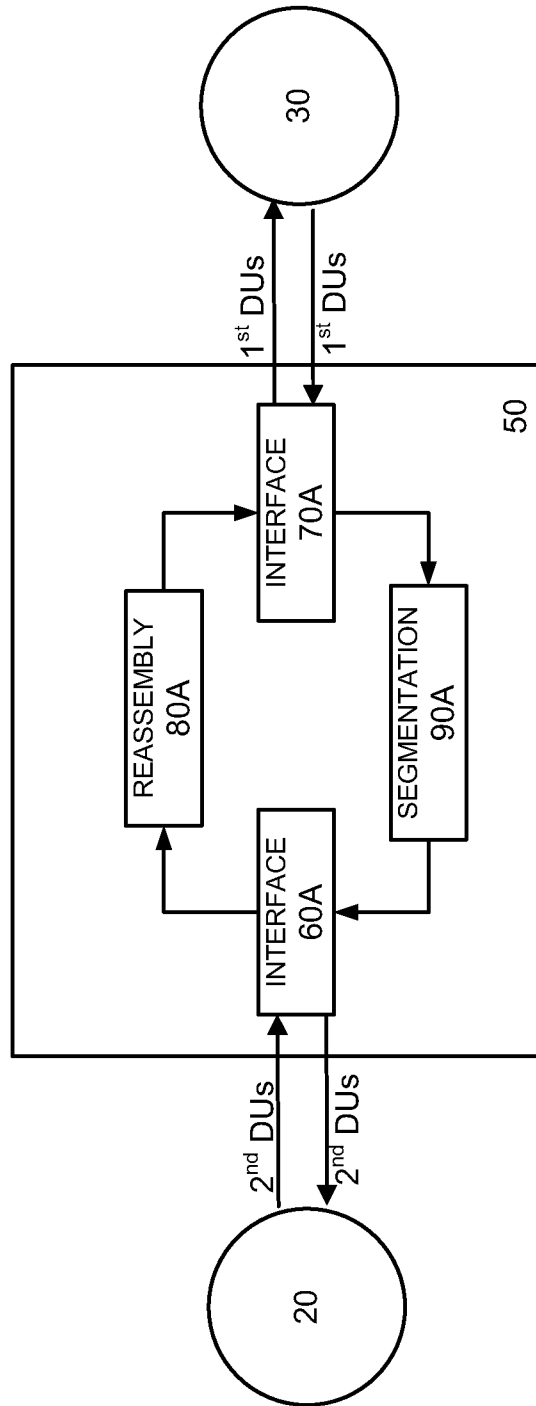 20
2nd DUs
2nd DUs
INTERFACE
60A
REASSEMBLY
80A
SEGMENTATION
90A
INTERFACE
70A
50
1st DUs
1st DUs
30